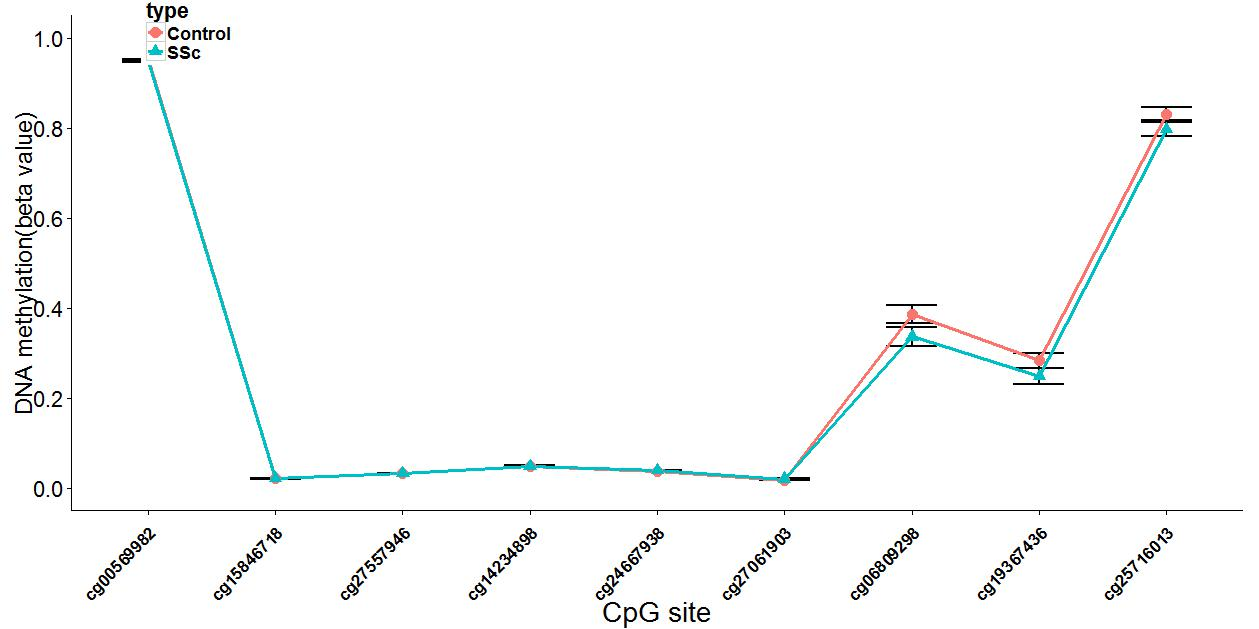 type
Control
SSc
DNA methylation(beta value)
1.0
0.8
0.6
0.4
0.2
0.0
cg00569982
cg15846718
cg27557946
cg14234898
cg24667938
cg27061903
cg06809298
cg19367436
cg25716013
CpG site